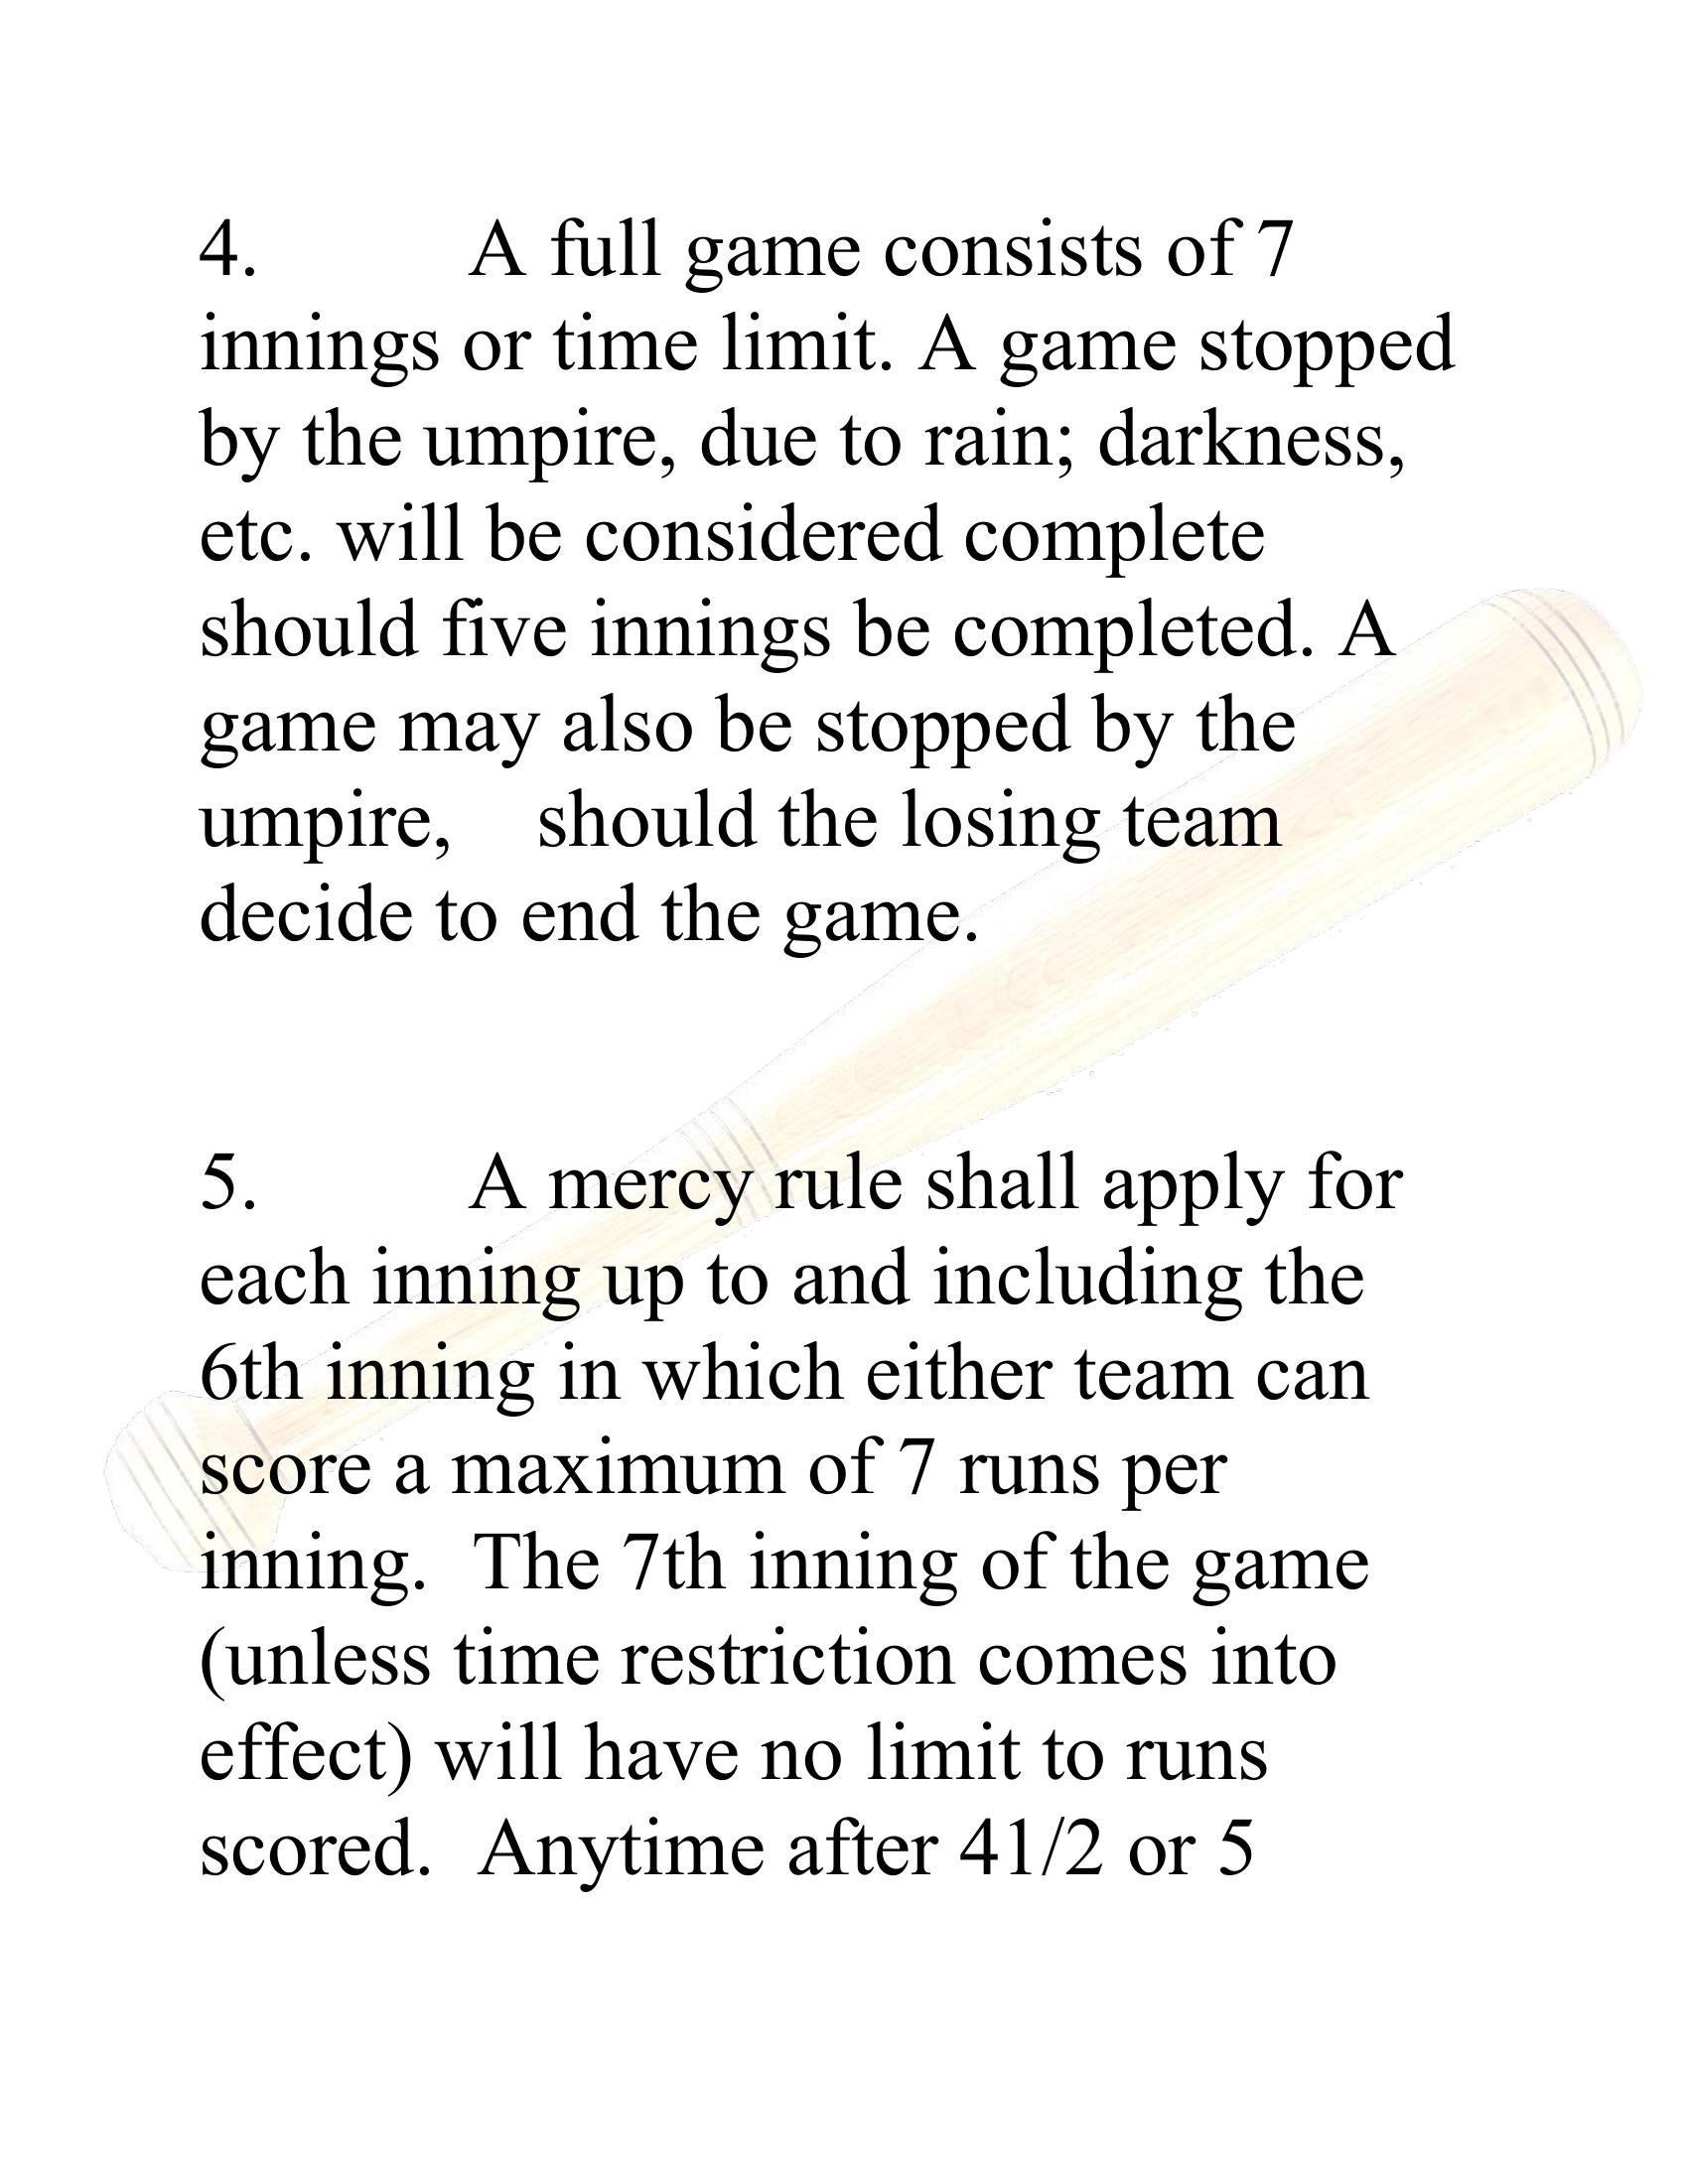 4. A full game consists of 7
innings or time limit. A game stopped
by the umpire, due to rain; darkness,
etc. will be considered complete
should five innings be completed. A
game may also be stopped by the
umpire, should the losing team
decide to end the game.
5. A mercy rule shall apply for
each inning up to and including the
6th inning in which either team can
score a maximum of 7 runs per
inning. The 7th inning of the game
(unless time restriction comes into
effect) will have no limit to runs
scored. Anytime after 41/2 or 5